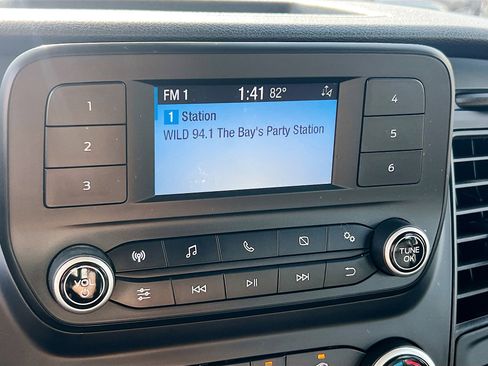 FM 1 1:41 82°
1 Station
WILD 94.1 The Bay's Party Station
1
2
3
4
5
6
VOL
TUNE
OK